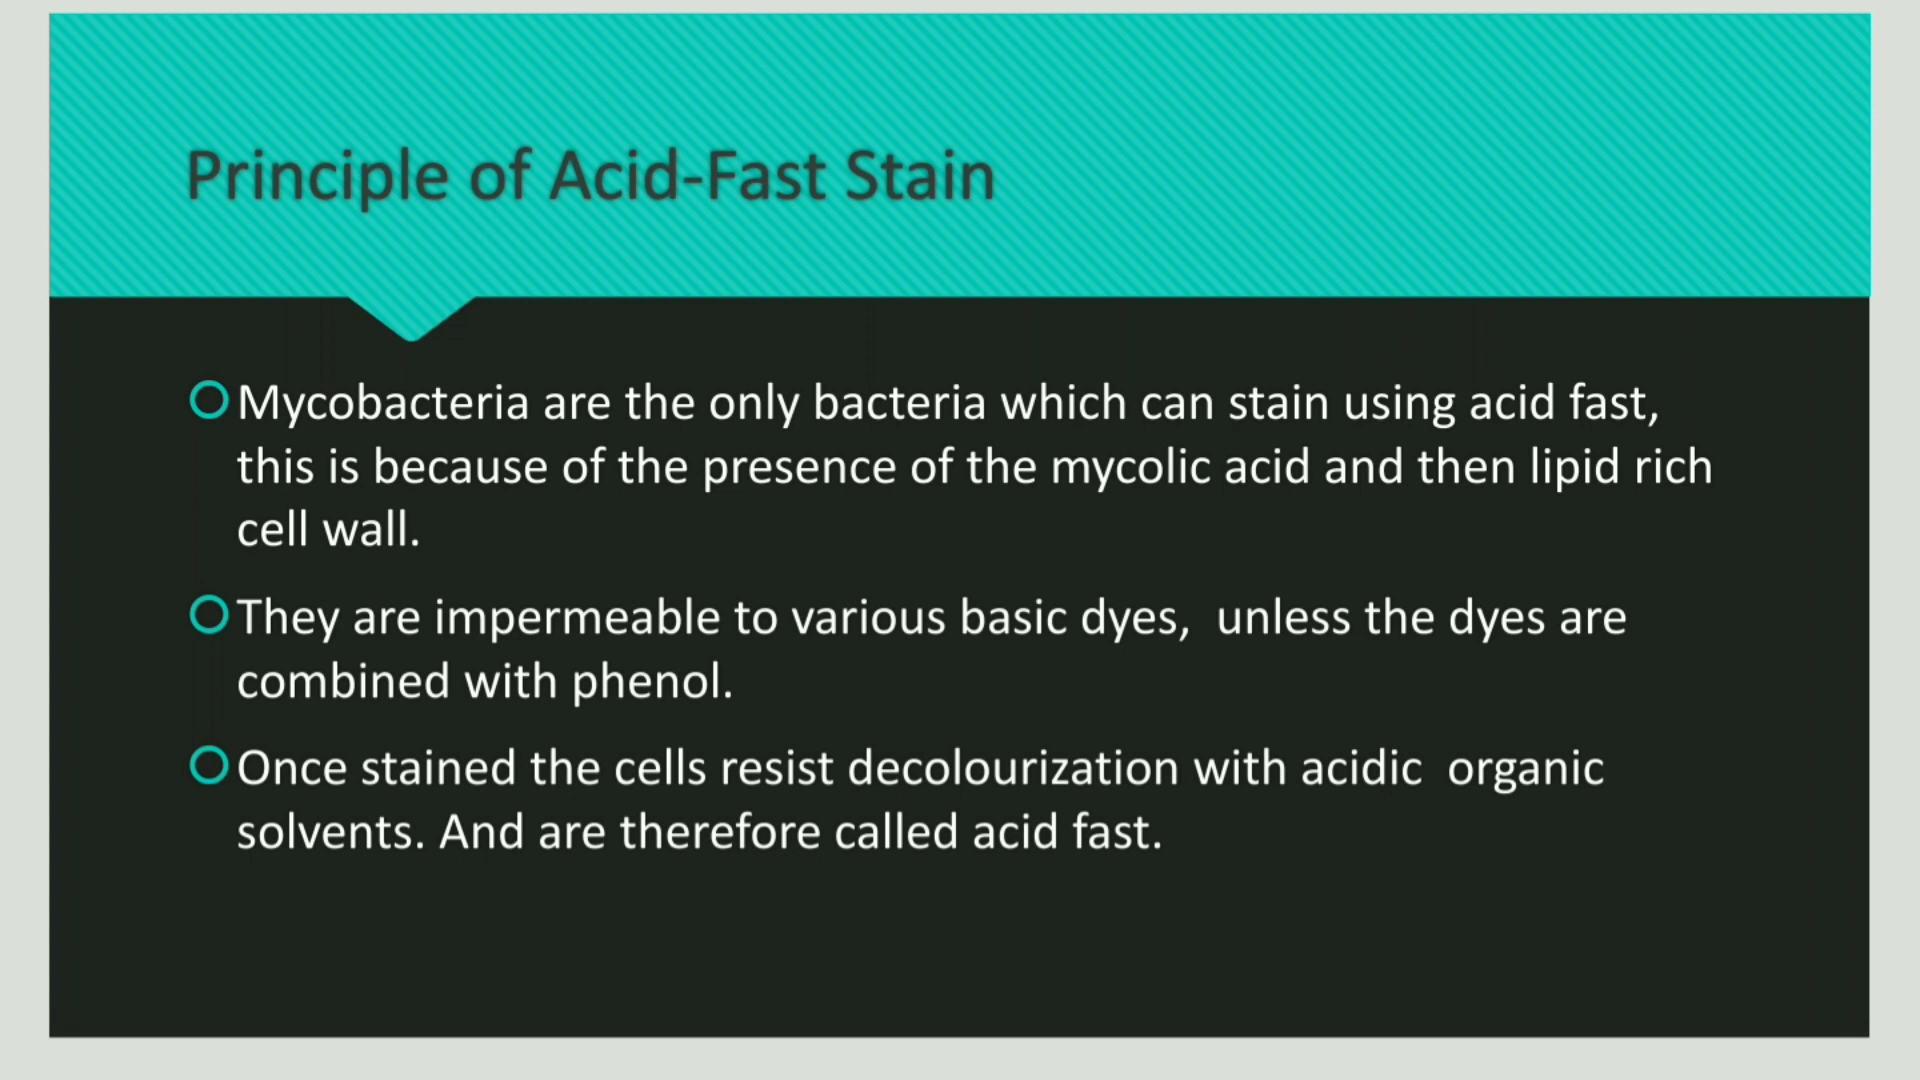 Principle of Acid-Fast Stain
Mycobacteria are the only bacteria which can stain using acid fast,
this is because of the presence of the mycolic acid and then lipid rich
cell wall.
They are impermeable to various basic dyes,  unless the dyes are
combined with phenol.
Once stained the cells resist decolourization with acidic  organic
solvents. And are therefore called acid fast.